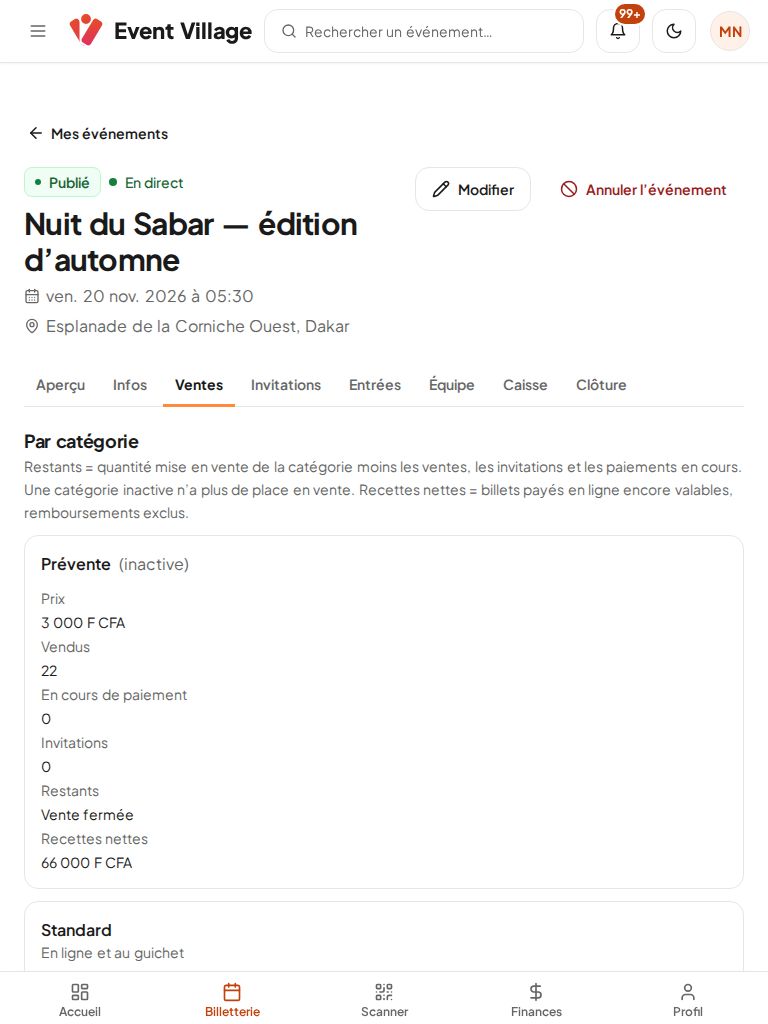 Event Village
Rechercher un événement…
99+
MN
Mes événements
Publié
En direct
Modifier
Annuler l’événement
Nuit du Sabar — édition
d’automne
ven. 20 nov. 2026 à 05:30
Esplanade de la Corniche Ouest, Dakar
Aperçu
Infos
Ventes
Invitations
Entrées
Équipe
Caisse
Clôture
Par catégorie
Restants = quantité mise en vente de la catégorie moins les ventes, les invitations et les paiements en cours.
Une catégorie inactive n’a plus de place en vente. Recettes nettes = billets payés en ligne encore valables,
remboursements exclus.
Prévente (inactive)
Prix
3 000 F CFA
Vendus
22
En cours de paiement
0
Invitations
0
Restants
Vente fermée
Recettes nettes
66 000 F CFA
Standard
En ligne et au guichet
Accueil
Billetterie
Scanner
Finances
Profil